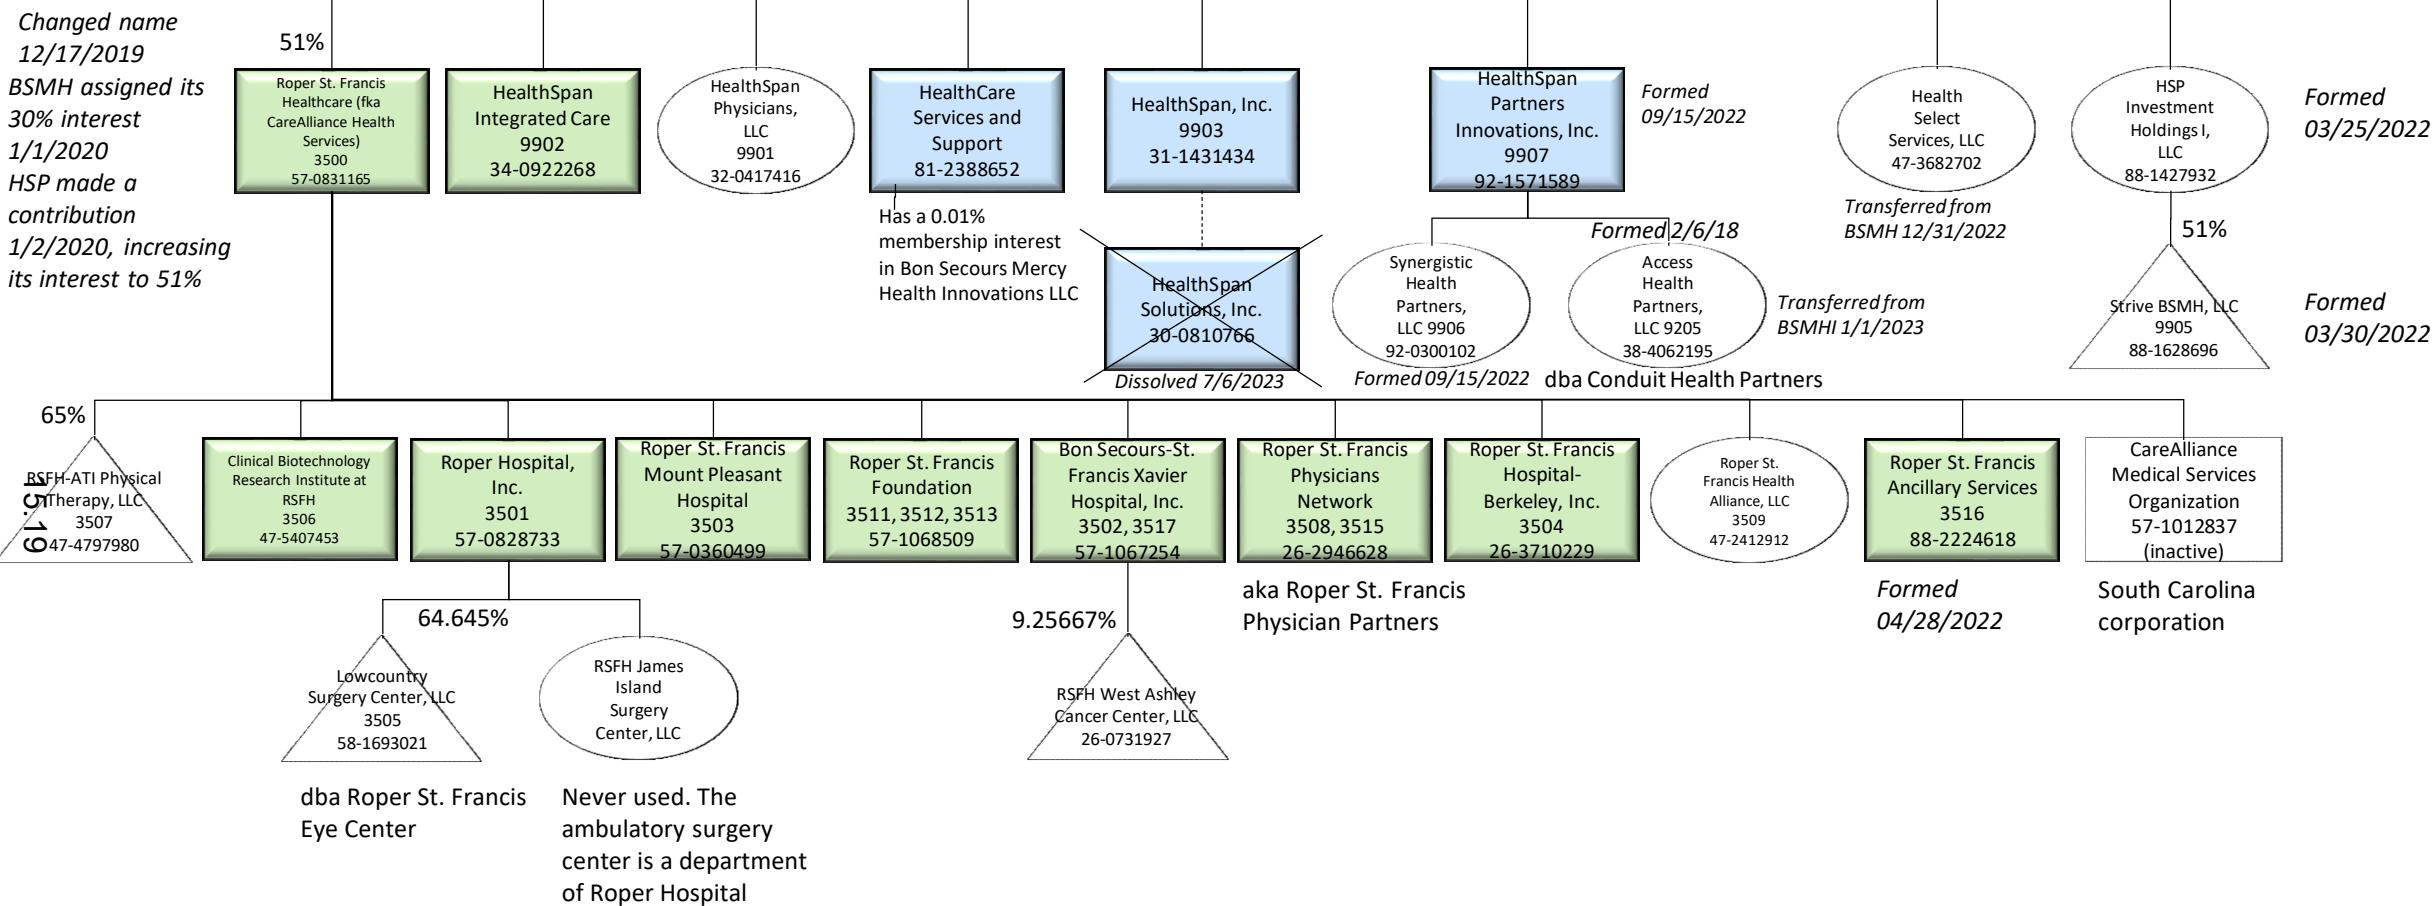 Changed name
12/17/2019
BSMH assigned its
30% interest
1/1/2020
HSP made a
contribution
1/2/2020, increasing
its interest to 51%
51%
Roper St. Francis
Healthcare (fka
CareAlliance Health
Services)
3500
57-0831165
HealthSpan
Integrated Care
9902
34-0922268
HealthSpan
Physicians,
LLC
9901
32-0417416
HealthCare
Services and
Support
81-2388652
Has a 0.01%
membership interest
in Bon Secours Mercy
Health Innovations LLC
HealthSpan, Inc.
9903
31-1431434
HealthSpan
Solutions, Inc.
30-0810766
Dissolved 7/6/2023
HealthSpan
Partners
Innovations, Inc.
9907
92-1571589
Formed
09/15/2022
Synergistic
Health
Partners,
LLC 9906
92-0300102
Formed 09/15/2022
Formed 2/6/18
Access
Health
Partners,
LLC 9205
38-4062195
Transferred from
BSMHI 1/1/2023
dba Conduit Health Partners
Health
Select
Services, LLC
47-3682702
Transferred from
BSMH 12/31/2022
HSP
Investment
Holdings I,
LLC
88-1427932
Formed
03/25/2022
51%
Strive BSMH, LLC
9905
88-1628696
Formed
03/30/2022
65%
RSFH-ATI Physical
Therapy, LLC
3507
47-4797980
15.19
Clinical Biotechnology
Research Institute at
RSFH
3506
47-5407453
Roper Hospital,
Inc.
3501
57-0828733
Roper St. Francis
Mount Pleasant
Hospital
3503
57-0360499
Roper St. Francis
Foundation
3511, 3512, 3513
57-1068509
Bon Secours-St.
Francis Xavier
Hospital, Inc.
3502, 3517
57-1067254
Roper St. Francis
Physicians
Network
3508, 3515
26-2946628
aka Roper St. Francis
Physician Partners
Roper St. Francis
Hospital-
Berkeley, Inc.
3504
26-3710229
Roper St.
Francis Health
Alliance, LLC
3509
47-2412912
Roper St. Francis
Ancillary Services
3516
88-2224618
Formed
04/28/2022
CareAlliance
Medical Services
Organization
57-1012837
(inactive)
South Carolina
corporation
64.645%
Lowcountry
Surgery Center, LLC
3505
58-1693021
dba Roper St. Francis
Eye Center
RSFH James
Island
Surgery
Center, LLC
Never used. The
ambulatory surgery
center is a department
of Roper Hospital
9.25667%
RSFH West Ashley
Cancer Center, LLC
26-0731927